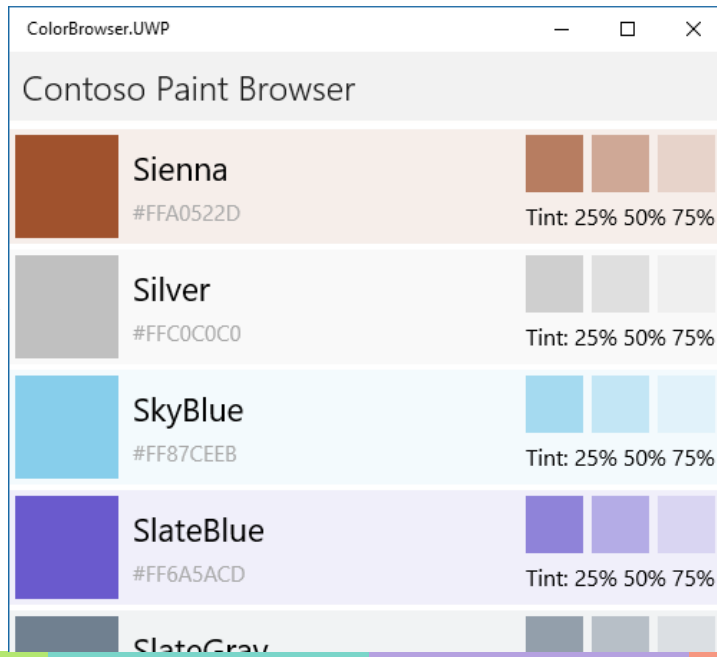 ColorBrowser.UWP
Contoso Paint Browser
Sienna
#FFA0522D
Tint: 25% 50% 75%
Silver
#FFC0C0C0
Tint: 25% 50% 75%
SkyBlue
#FF87CEEB
Tint: 25% 50% 75%
SlateBlue
#FF6A5ACD
Tint: 25% 50% 75%
SlateGray